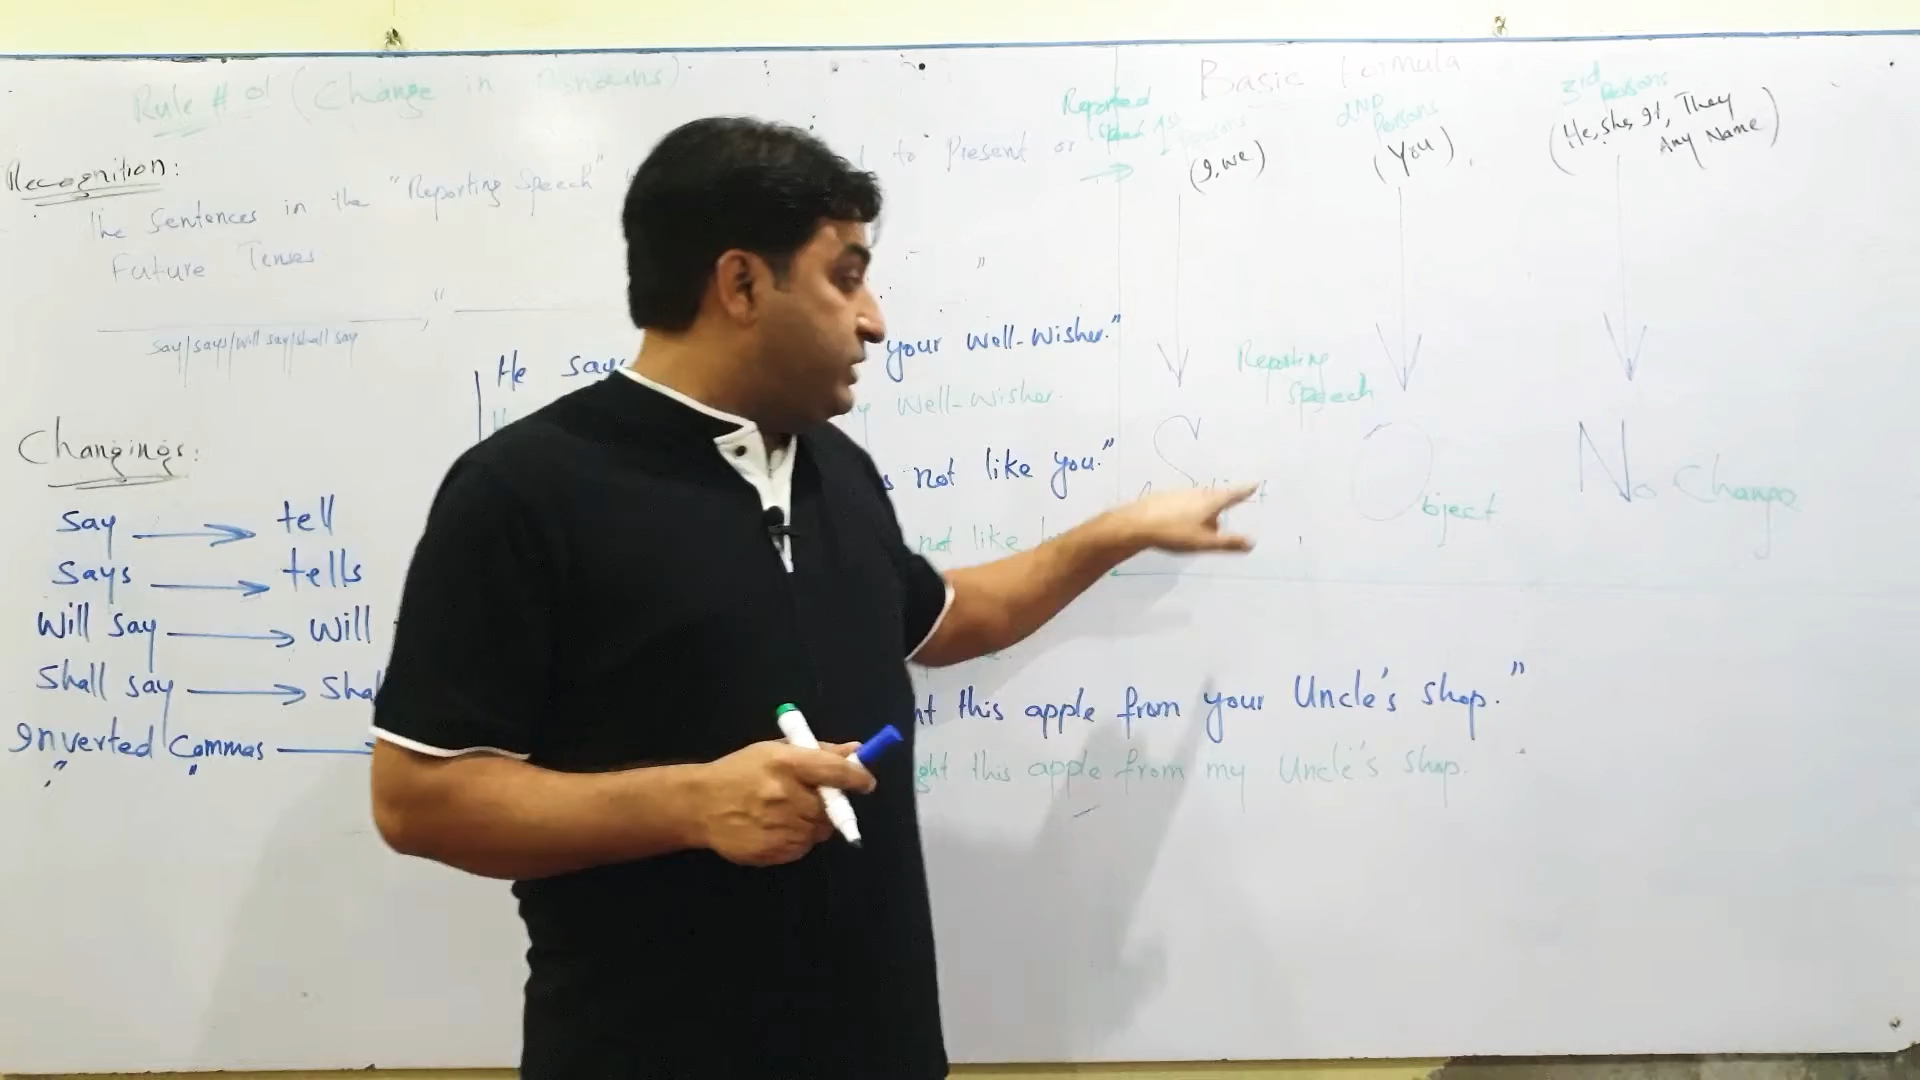 Rule # 01 (Change in Pronouns)
Recognition:
The Sentences in the "Reporting Speech"
to Present or
Future Tenses
say/says/will say/shall say
He says
your Well-Wisher."
Well-Wisher.
not like you."
not like
Changings:
Say → tell
Says → tells
Will say → Will
Shall say → Shal
Inverted Commas →
this apple from your Uncle's shop."
this apple from my Uncle's shop.
Basic Formula
Reported Speech
1st Persons
(I, we)
2ND Persons
(You)
3rd Persons
(He, She, It, They
Any Name)
Reporting Speech
Subject
Object
No Change